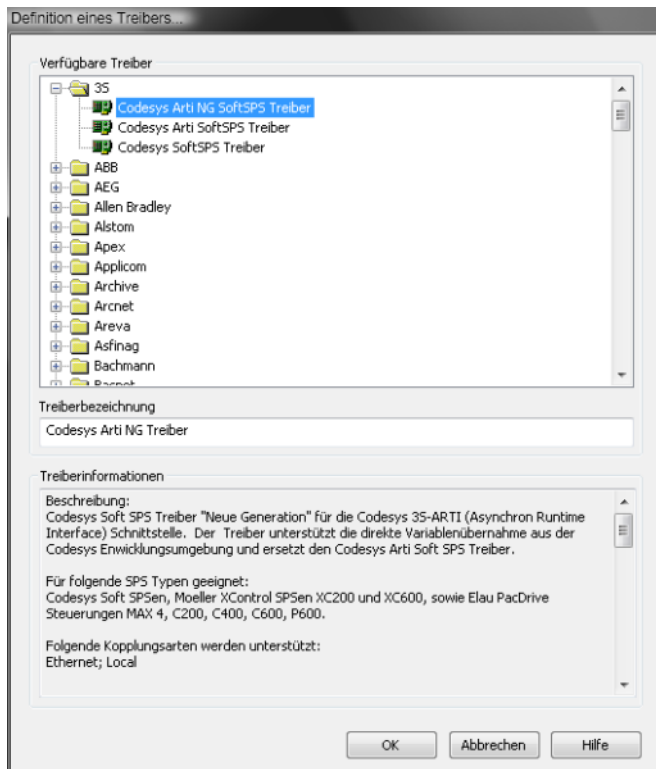 Definition eines Treibers...
Verfügbare Treiber
3S
Codesys Arti NG SoftSPS Treiber
Codesys Arti SoftSPS Treiber
Codesys SoftSPS Treiber
ABB
AEG
Allen Bradley
Alstom
Apex
Applicom
Archive
Arcnet
Areva
Asfinag
Bachmann
Bacnet
Treiberbezeichnung
Codesys Arti NG Treiber
Treiberinformationen
Beschreibung:
Codesys Soft SPS Treiber "Neue Generation" für die Codesys 3S-ARTI (Asynchron Runtime
Interface) Schnittstelle. Der Treiber unterstützt die direkte Variablenübernahme aus der
Codesys Enwicklungsumgebung und ersetzt den Codesys Arti Soft SPS Treiber.
Für folgende SPS Typen geeignet:
Codesys Soft SPSen, Moeller XControl SPSen XC200 und XC600, sowie Elau PacDrive
Steuerungen MAX 4, C200, C400, C600, P600.
Folgende Kopplungsarten werden unterstützt:
Ethernet; Local
OK
Abbrechen
Hilfe